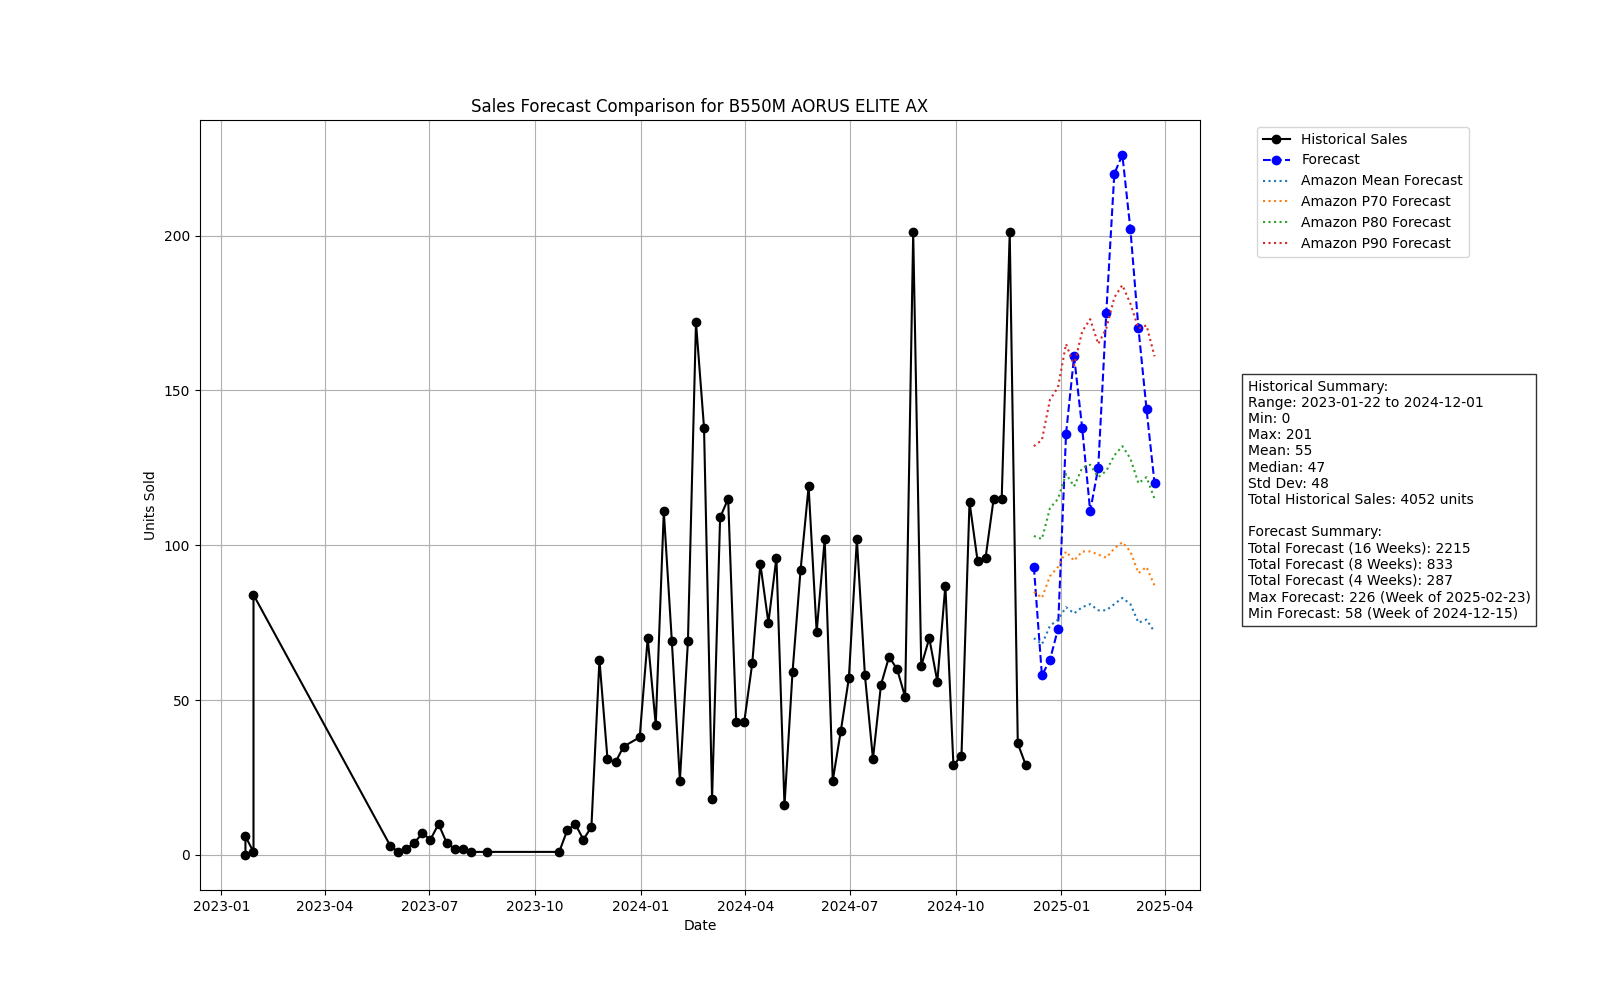 Sales Forecast Comparison for B550M AORUS ELITE AX
Historical Sales
Forecast
Amazon Mean Forecast
Amazon P70 Forecast
Amazon P80 Forecast
Amazon P90 Forecast
Units Sold
200
150
100
50
0
2023-01
2023-04
2023-07
2023-10
2024-01
2024-04
2024-07
2024-10
2025-01
2025-04
Date
Historical Summary:
Range: 2023-01-22 to 2024-12-01
Min: 0
Max: 201
Mean: 55
Median: 47
Std Dev: 48
Total Historical Sales: 4052 units
Forecast Summary:
Total Forecast (16 Weeks): 2215
Total Forecast (8 Weeks): 833
Total Forecast (4 Weeks): 287
Max Forecast: 226 (Week of 2025-02-23)
Min Forecast: 58 (Week of 2024-12-15)